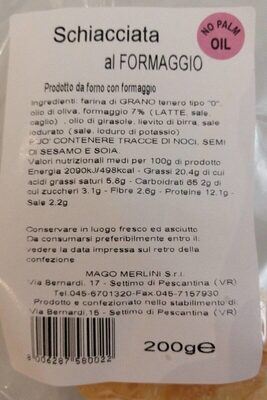 Schiacciata
al FORMAGGIO
NO PALM
OIL
Prodotto da forno con formaggio
Ingredienti: farina di GRANO tenero tipo "0",
olio di oliva, formaggio 7% (LATTE, sale,
caglio) , olio di girasole, lievito di birra, sale
iodurato ( sale, ioduro di potassio)
PUO' CONTENERE TRACCE DI NOCI, SEMI
DI SESAMO E SOIA.
Valori nutrizionali medi per 100g di prodotto
Energia 2090kJ/498kcal - Grassi 20.4g di cui
acidi grassi saturi 5.8g - Carboidrati 65.2g di
cui zuccheri 3.1g - Fibre 2.6g - Proteine 12.1g-
Sale 2.2g
Conservare in luogo fresco ed asciutto
Da consumarsi preferibilmente entro il:
vedere la data impressa sul retro della
confezione
MAGO MERLINI S.r.l.
Via Bernardi, 17 - Settimo di Pescantina (VR)
Tel.045-6701320-Fax.045-7157930
Prodotto e confezionato nello stabilimento di
Via Bernardi,15 - Settimo di Pescantina (VR)
8 006287 580022
200g℮